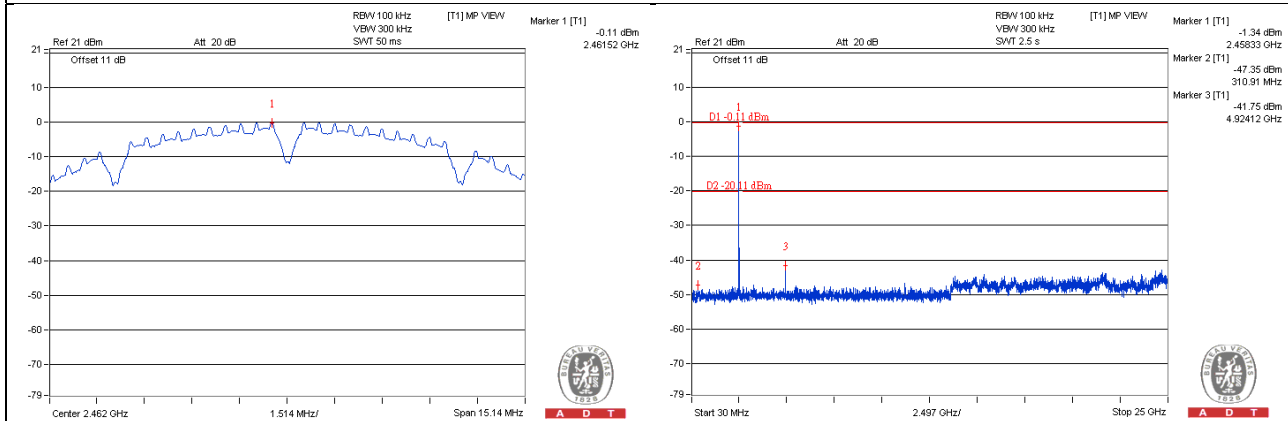 RBW 100 kHz [T1] MP VIEW
VBW 300 kHz
Ref 21 dBm Att 20 dB SWT 50 ms
Marker 1 [T1]
-0.11 dBm
2.46152 GHz
21
Offset 11 dB
10
0
-10
-20
-30
-40
-50
-60
-70
-79
1
Center 2.462 GHz 1.514 MHz/ Span 15.14 MHz
BUREAU VERITAS
1828
A D T
RBW 100 kHz [T1] MP VIEW
VBW 300 kHz
Ref 21 dBm Att 20 dB SWT 2.5 s
Marker 1 [T1]
-1.34 dBm
2.45833 GHz
Marker 2 [T1]
-47.35 dBm
310.91 MHz
Marker 3 [T1]
-41.75 dBm
4.92412 GHz
21
Offset 11 dB
10
0
-10
-20
-30
-40
-50
-60
-70
-79
1
D1 -0.11 dBm
D2 -20.11 dBm
3
2
Start 30 MHz 2.497 GHz/ Stop 25 GHz
BUREAU VERITAS
1828
A D T